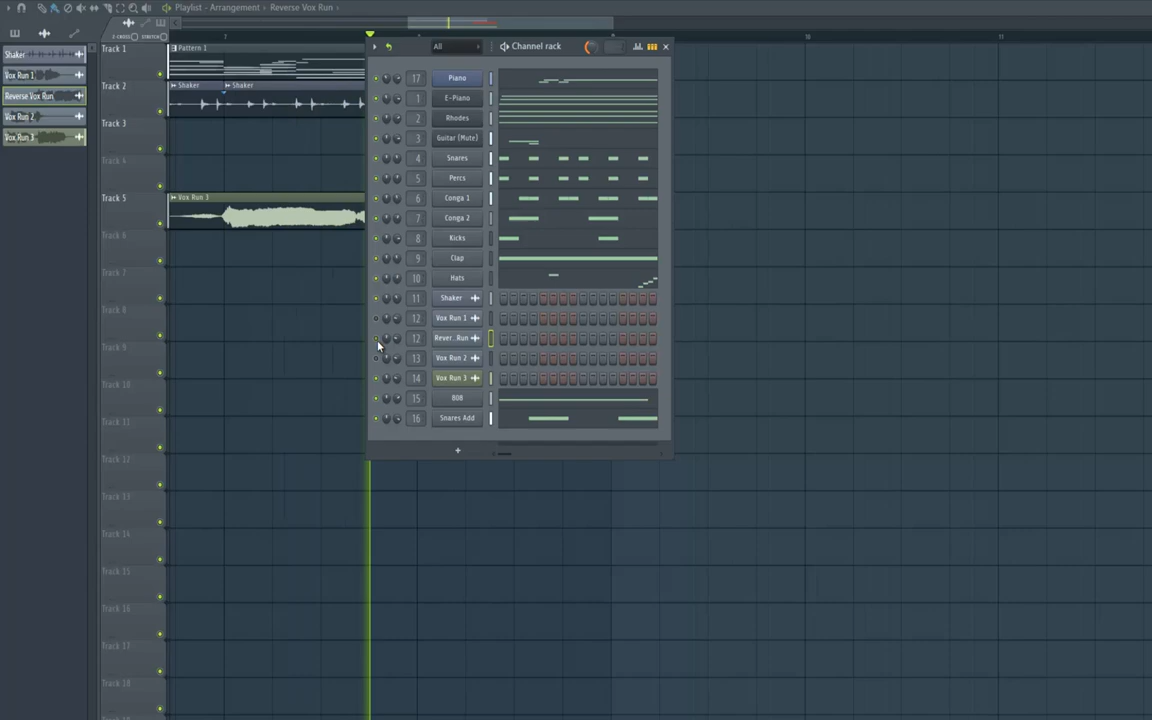 Playlist - Arrangement › Reverse Vox Run ›
Shaker
Vox Run 1
Reverse Vox Run
Vox Run 2
Vox Run 3
10
11
Track 1
Pattern 1
Track 2
Shaker
Shaker
Track 3
Track 4
Track 5
Vox Run 3
Track 6
Track 7
Track 8
Track 9
Track 10
Track 11
Track 12
Track 13
Track 14
Track 15
Track 16
Track 17
Track 18
All
Channel rack
17 Piano
1 E-Piano
2 Rhodes
3 Guitar (Mute)
4 Snares
5 Percs
6 Conga 1
7 Conga 2
8 Kicks
9 Clap
10 Hats
11 Shaker
12 Vox Run 1
12 Rever..Run
13 Vox Run 2
14 Vox Run 3
15 808
16 Snares Add
+